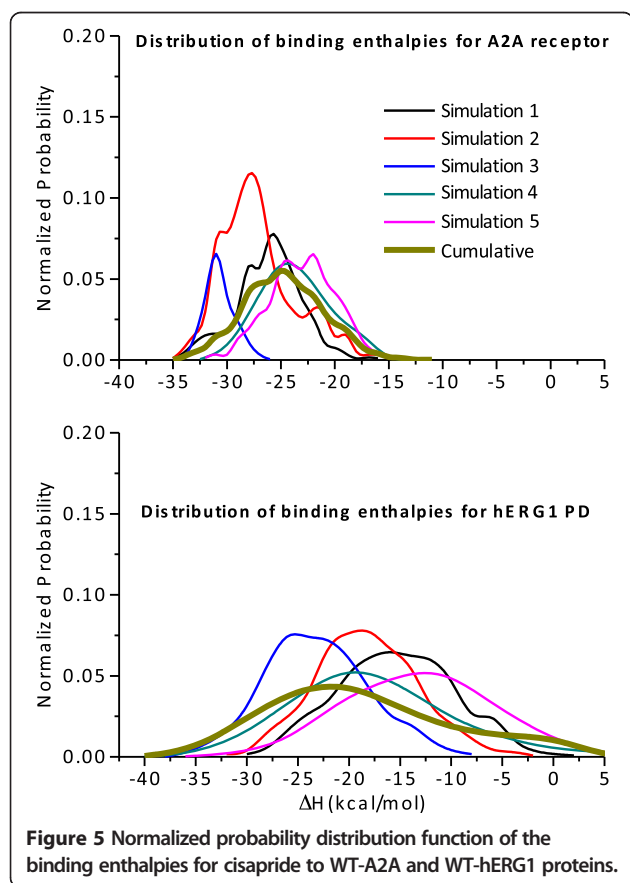 Distribution of binding enthalpies for A2A receptor
Normalized Probability
0.20
0.15
0.10
0.05
0.00
Simulation 1
Simulation 2
Simulation 3
Simulation 4
Simulation 5
Cumulative
-40 -35 -30 -25 -20 -15 -10 -5 0 5
Distribution of binding enthalpies for hERG1 PD
Normalized Probability
0.20
0.15
0.10
0.05
0.00
-40 -35 -30 -25 -20 -15 -10 -5 0 5
ΔH (kcal/mol)
Figure 5 Normalized probability distribution function of the
binding enthalpies for cisapride to WT-A2A and WT-hERG1 proteins.